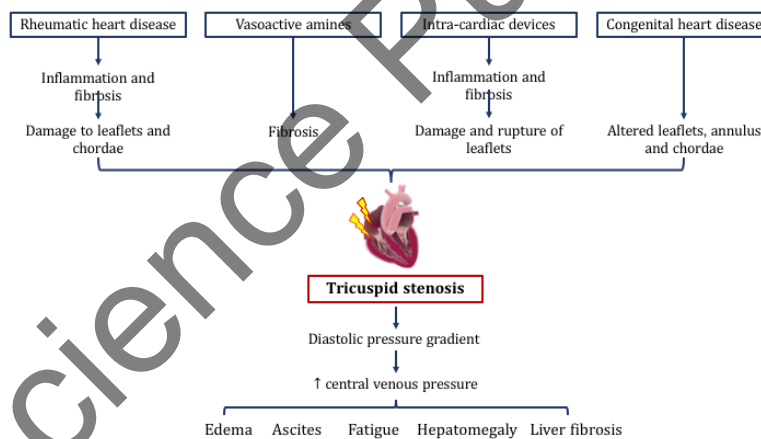 Rheumatic heart disease
Vasoactive amines
Intra-cardiac devices
Congenital heart disease
Inflammation and
fibrosis
Inflammation and
fibrosis
Damage to leaflets and
chordae
Fibrosis
Damage and rupture of
leaflets
Altered leaflets, annulus
and chordae
Tricuspid stenosis
Diastolic pressure gradient
↑ central venous pressure
Edema
Ascites
Fatigue
Hepatomegaly
Liver fibrosis